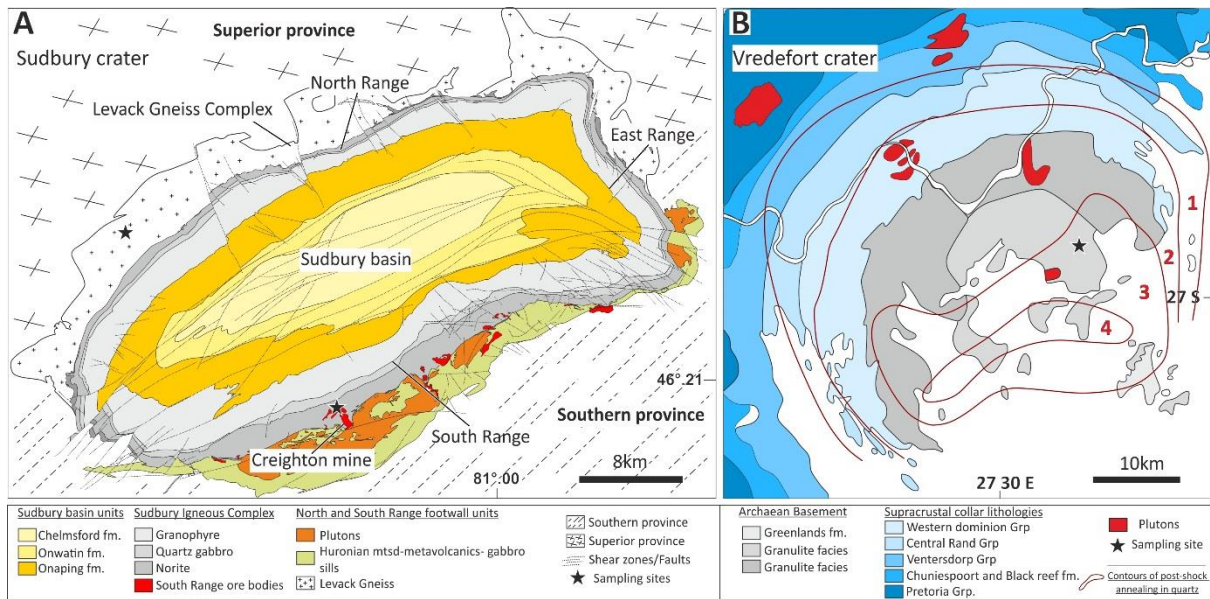 A
Sudbury crater
Superior province
Levack Gneiss Complex
North Range
East Range
Sudbury basin
46°.21
Southern province
South Range
Creighton mine
81°:00
8km
B
Vredefort crater
1
2
3
27 S
4
27 30 E
10km
Sudbury basin units
Chelmsford fm.
Onwatin fm.
Onaping fm.
Sudbury Igneous Complex
Granophyre
Quartz gabbro
Norite
South Range ore bodies
North and South Range footwall units
Plutons
Huronian mtsd-metavolcanics- gabbro
sills
Levack Gneiss
Southern province
Superior province
Shear zones/Faults
Sampling sites
Archaean Basement
Greenlands fm.
Granulite facies
Granulite facies
Supracrustal collar lithologies
Western dominion Grp
Central Rand Grp
Ventersdorp Grp
Chuniespoort and Black reef fm.
Pretoria Grp.
Plutons
Sampling site
Contours of post-shock
annealing in quartz